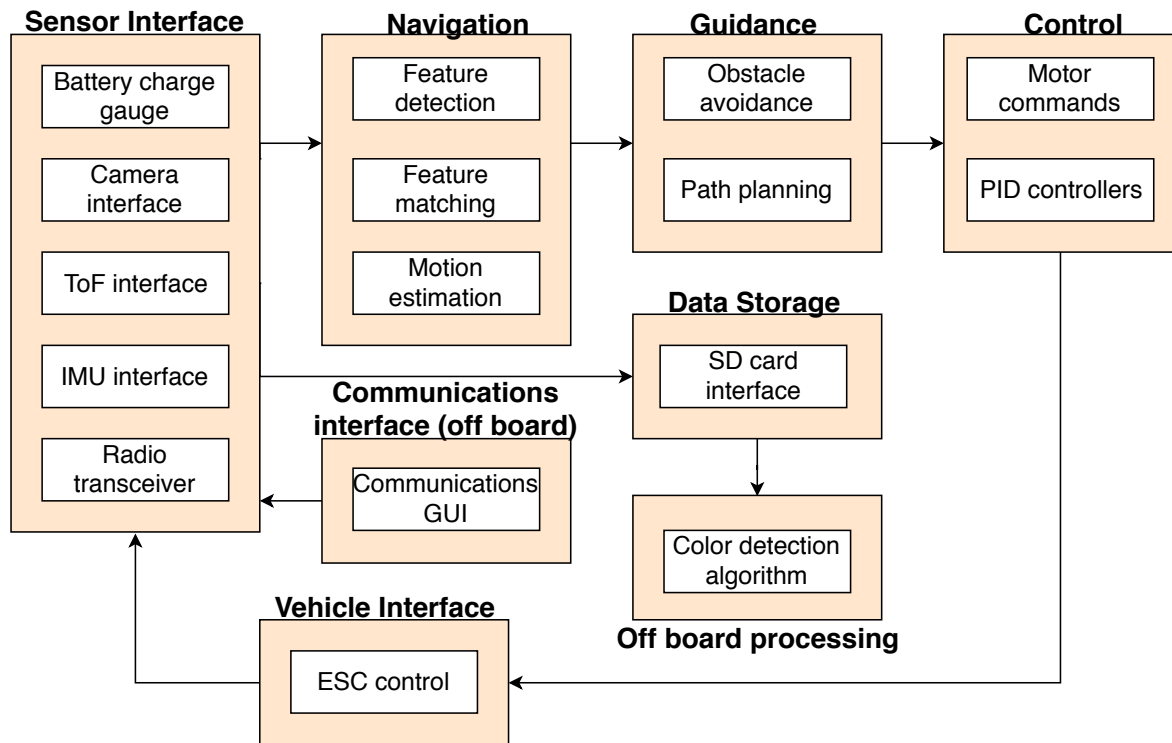 Sensor Interface
Battery charge
gauge
Camera
interface
ToF interface
IMU interface
Radio
transceiver
Navigation
Feature
detection
Feature
matching
Motion
estimation
Guidance
Obstacle
avoidance
Path planning
Control
Motor
commands
PID controllers
Data Storage
SD card
interface
Communications
interface (off board)
Communications
GUI
Color detection
algorithm
Off board processing
Vehicle Interface
ESC control